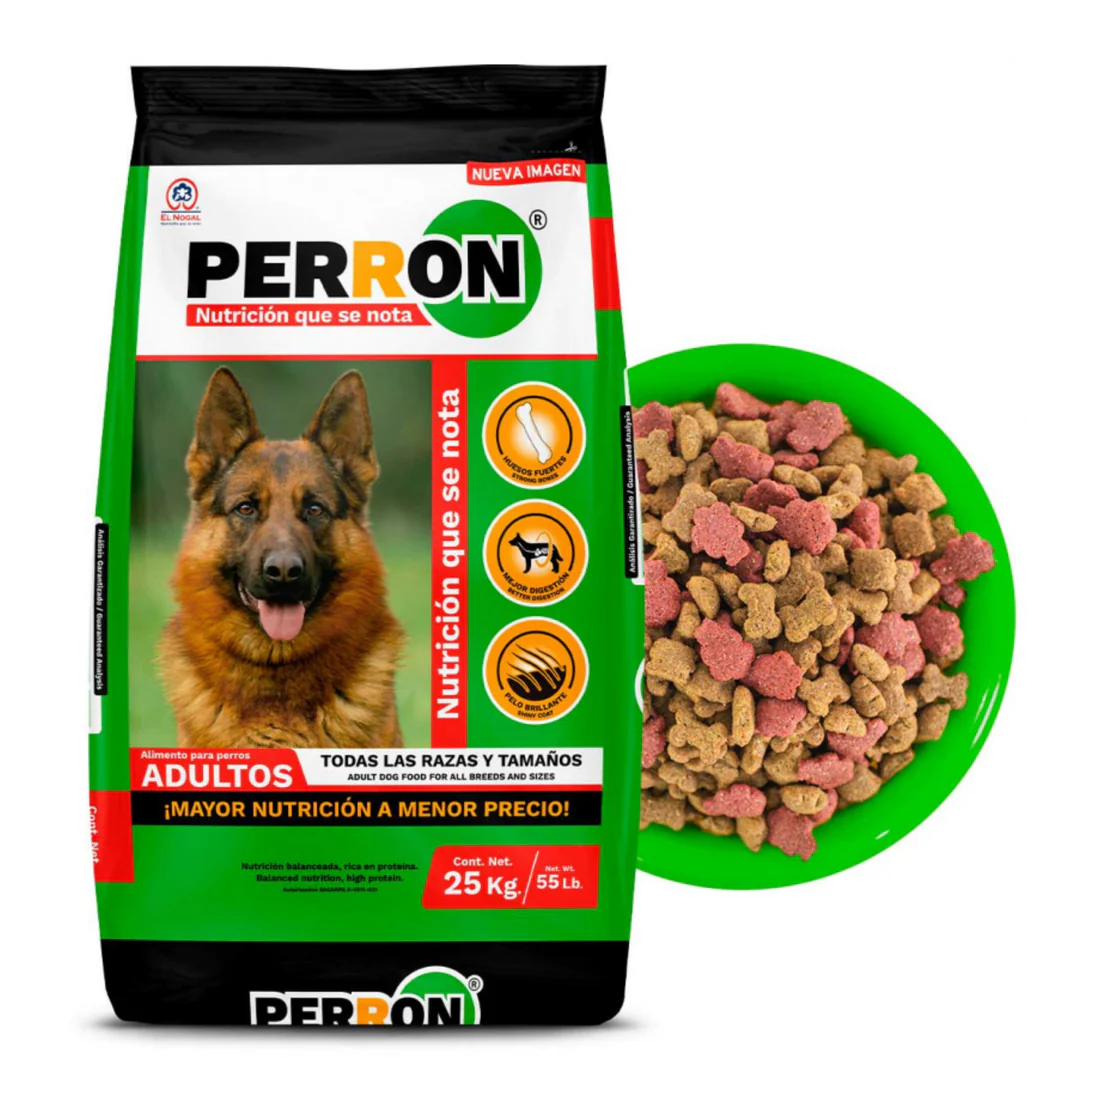 NUEVA IMAGEN
EL NOGAL
®
PERRON
Nutrición que se nota
Nutrición que se nota
HUESOS FUERTES
STRONG BONES
MEJOR DIGESTIÓN
BETTER DIGESTION
PELO BRILLANTE
SHINY COAT
Análisis Garantizado / Guaranteed Analysis
Análisis Garantizado / Guaranteed Analysis
Alimento para perros
ADULTOS
TODAS LAS RAZAS Y TAMAÑOS
ADULT DOG FOOD FOR ALL BREEDS AND SIZES
¡MAYOR NUTRICIÓN A MENOR PRECIO!
Cont. Net.
Nutrición balanceada, rica en proteína.
Balanced nutrition, high protein.
Cont. Net.
25 Kg.
Net. Wt.
55 Lb.
PERRON
®